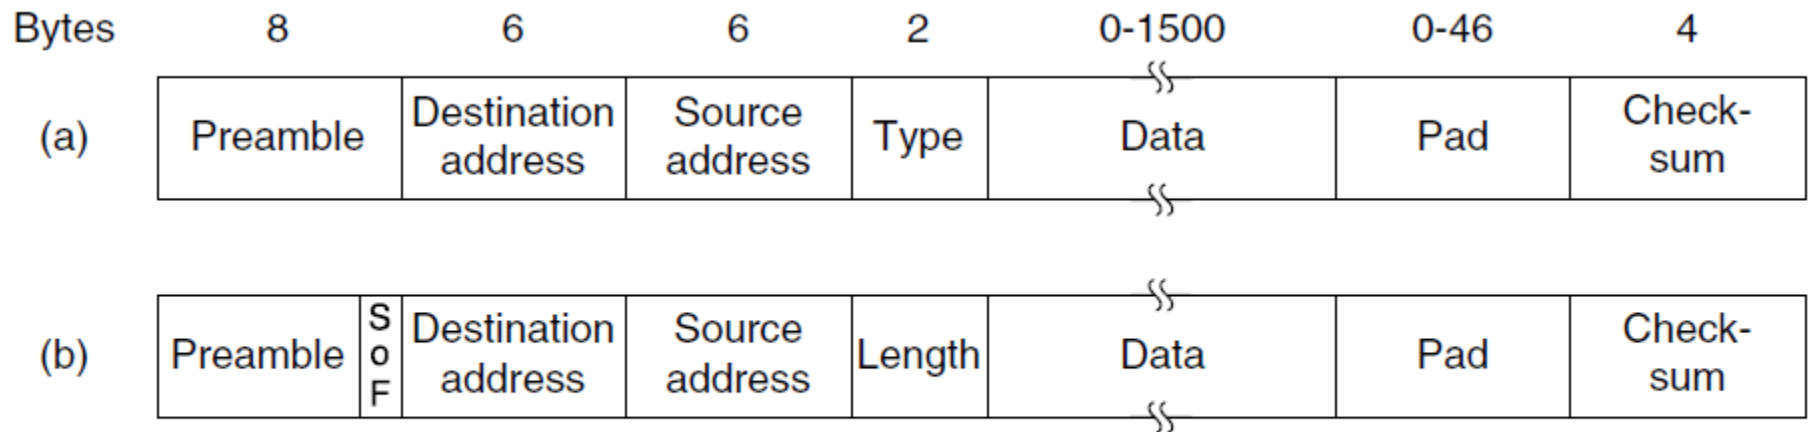 Bytes 8 6 6 2 0-1500 0-46 4
(a) Preamble Destination address Source address Type Data Pad Check-sum
(b) Preamble SoF Destination address Source address Length Data Pad Check-sum